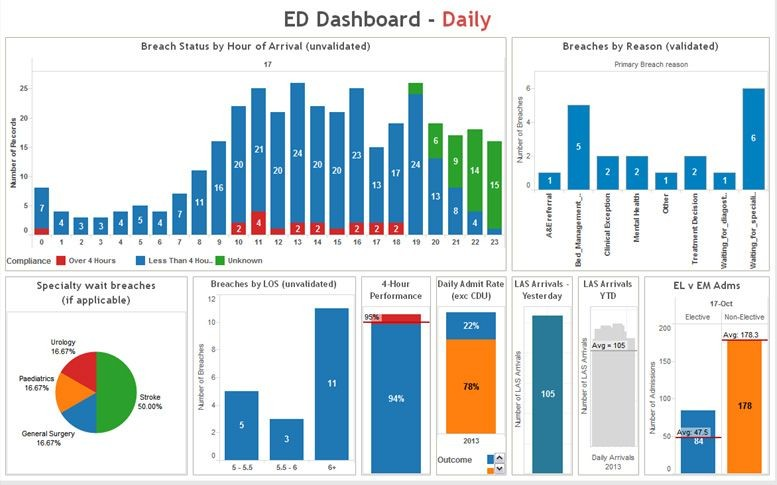 ED Dashboard - Daily
Breach Status by Hour of Arrival (unvalidated)
17
Number of Records
25
20
15
10
5
0
7
4
3
3
4
5
4
7
11
16
20
21
20
24
20
20
23
13
18
24
13
8
4
2
4
2
2
2
2
2
2
6
9
14
15
0 1 2 3 4 5 6 7 8 9 10 11 12 13 14 15 16 17 18 19 20 21 22 23
Compliance Over 4 Hours Less Than 4 Hou.. Unknown
Breaches by Reason (validated)
Primary Breach reason
Number of Breaches
6
4
2
0
1
5
2
2
1
2
1
6
A&E referral
Bed_Management_..
Clinical Exception
Mental Health
Other
Treatment Decision
Waiting_for_diagost..
Waiting_for_speciali..
Specialty wait breaches
(if applicable)
Urology
16.67%
Paediatrics
16.67%
General Surgery
16.67%
Stroke
50.00%
Breaches by LOS (unvalidated)
Number of Breaches
12
10
8
6
4
2
0
5
3
11
5 - 5.5 5.5 - 6 6+
4-Hour
Performance
95%
94%
Daily Admit Rate
(exc CDU)
22%
78%
2013
Outcome
LAS Arrivals -
Yesterday
Number of LAS Arrivals
105
LAS Arrivals
YTD
Number of LAS Arrivals
Avg = 105
Daily Arrivals
2013
EL v EM Adms
17-Oct
Elective Non-Elective
Number of Admissions
200
150
100
50
0
Avg: 178.3
Avg: 47.5
84
178